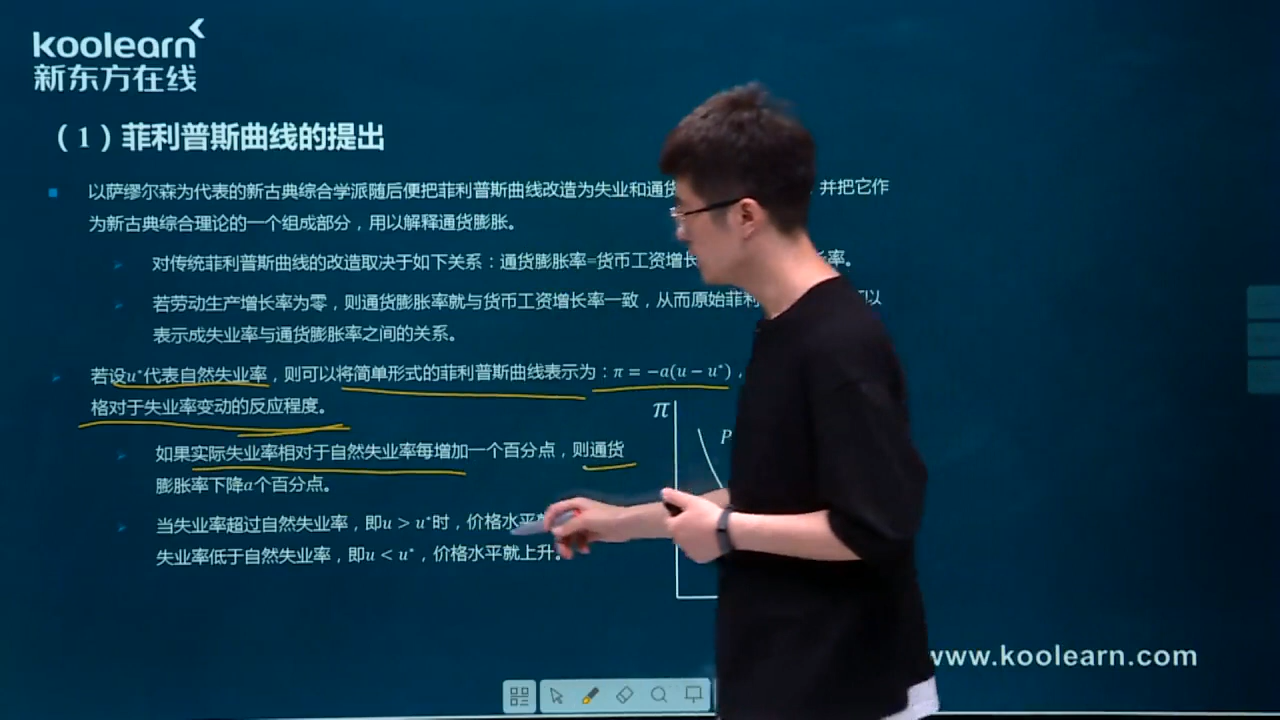 koolearn
新东方在线
（1）菲利普斯曲线的提出
以萨缪尔森为代表的新古典综合学派随后便把菲利普斯曲线改造为失业和通货 ，并把它作
为新古典综合理论的一个组成部分，用以解释通货膨胀。
对传统菲利普斯曲线的改造取决于如下关系：通货膨胀率=货币工资增长 率。
若劳动生产增长率为零，则通货膨胀率就与货币工资增长率一致，从而原始菲利 以
表示成失业率与通货膨胀率之间的关系。
若设u*代表自然失业率，则可以将简单形式的菲利普斯曲线表示为：π = −a(u − u*)，
格对于失业率变动的反应程度。
π
P
如果实际失业率相对于自然失业率每增加一个百分点，则通货
膨胀率下降a个百分点。
当失业率超过自然失业率，即u > u*时，价格水平
失业率低于自然失业率，即u < u*，价格水平就上升。
www.koolearn.com